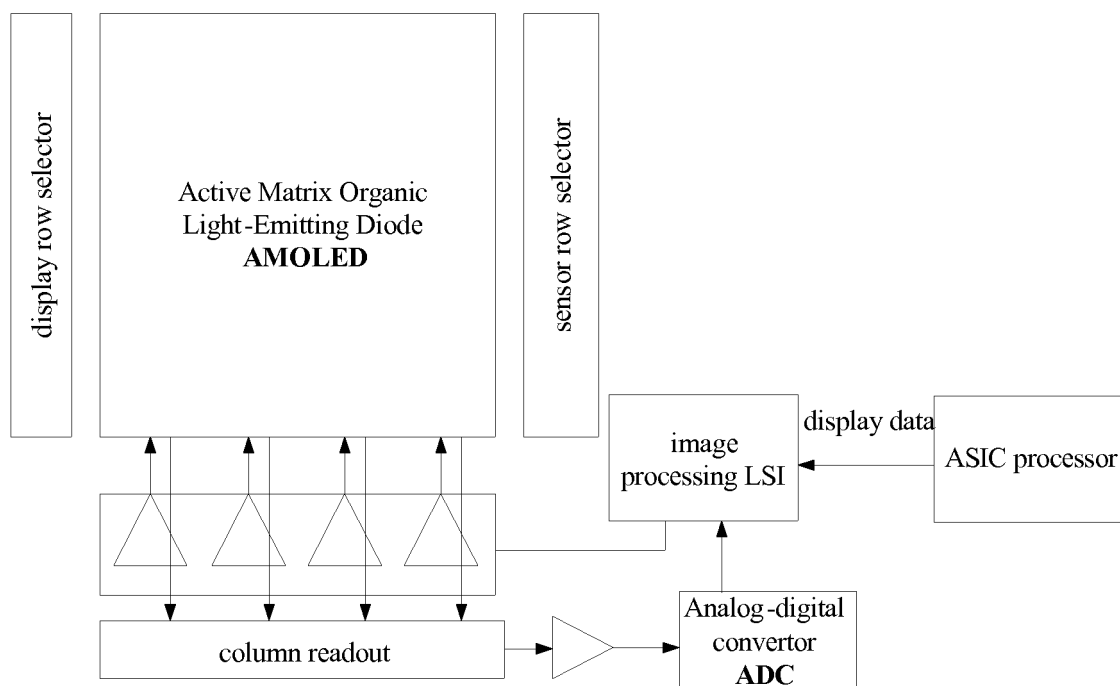 display row selector
Active Matrix Organic
Light-Emitting Diode
AMOLED
sensor row selector
image
processing LSI
display data
ASIC processor
column readout
Analog-digital
convertor
ADC